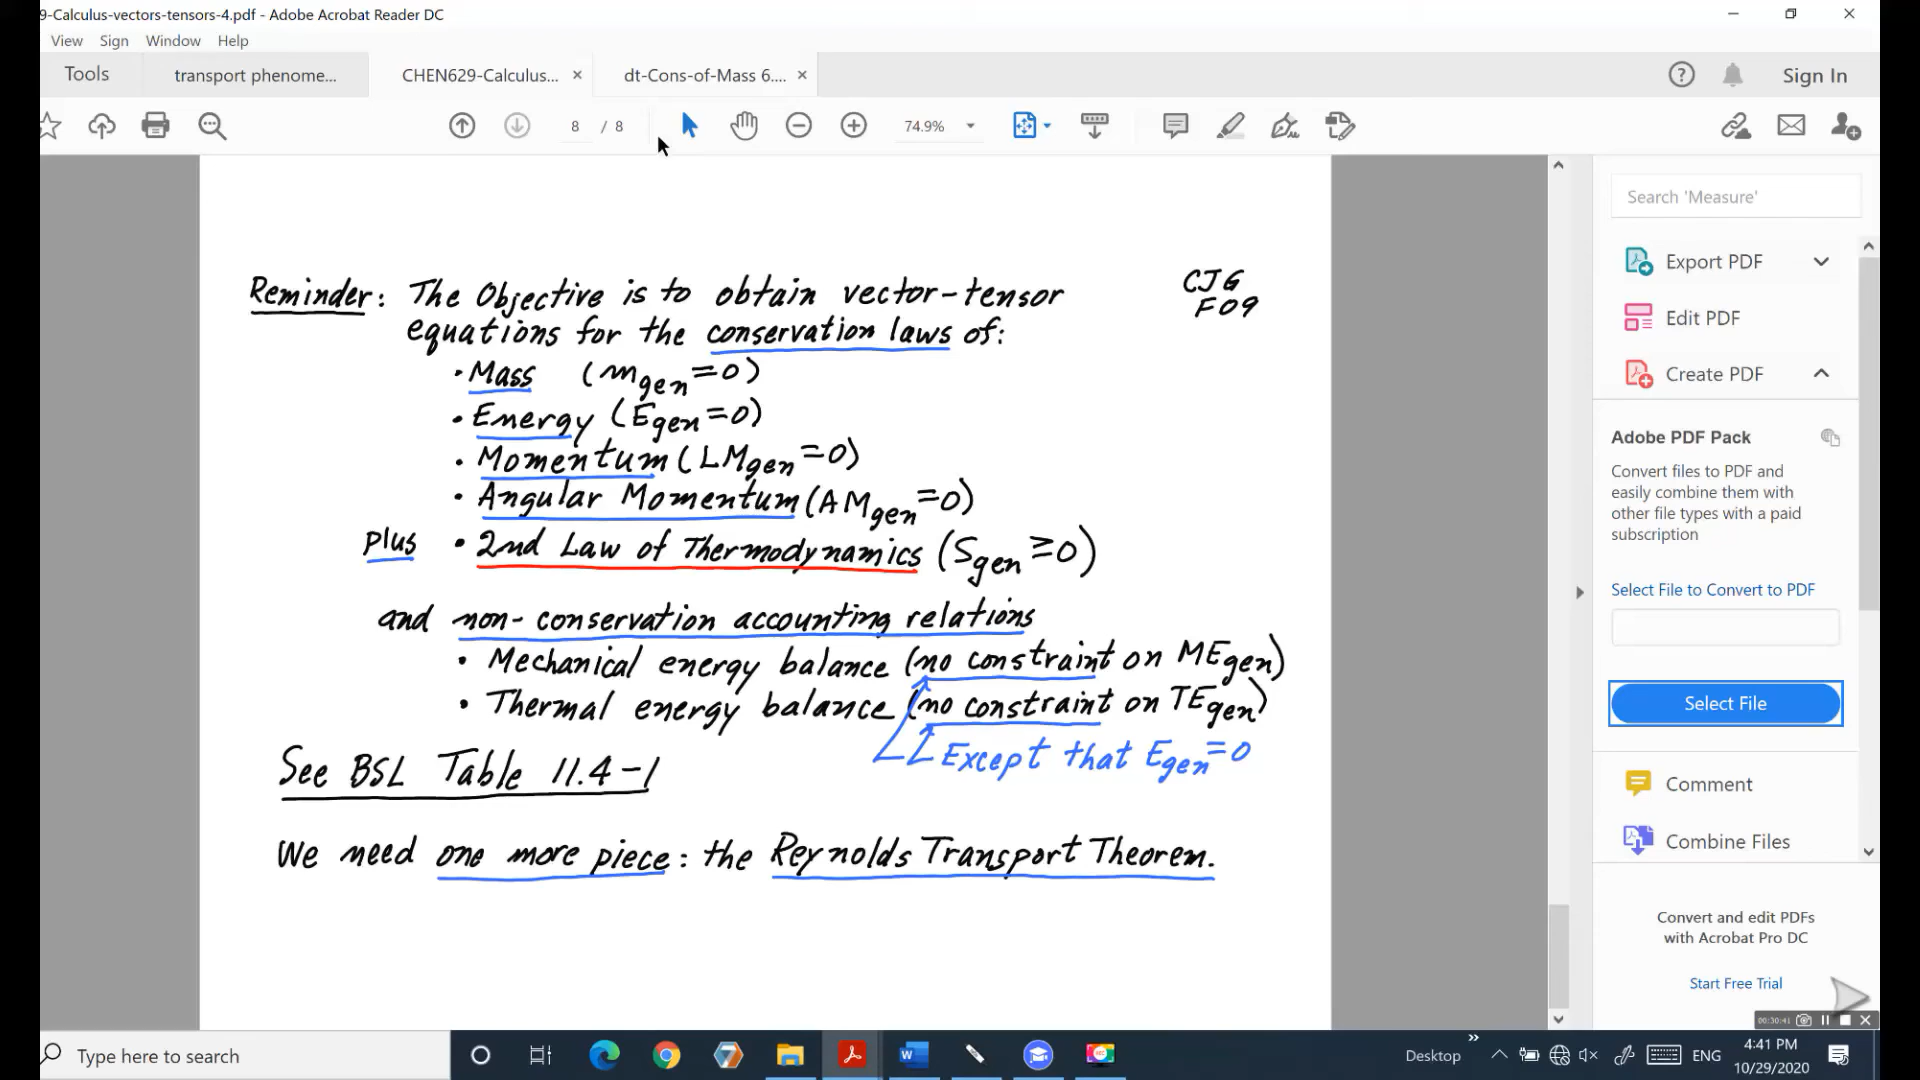 9-Calculus-vectors-tensors-4.pdf - Adobe Acrobat Reader DC
View Sign Window Help
Tools transport phenome... CHEN629-Calculus... × dt-Cons-of-Mass 6.... × Sign In
8 / 8 74.9%
Reminder: The Objective is to obtain vector-tensor
equations for the conservation laws of:
CJG
F09
• Mass (mgen=0)
• Energy (Egen=0)
• Momentum (LMgen=0)
• Angular Momentum (AMgen=0)
plus • 2nd Law of Thermodynamics (Sgen≥0)
and non-conservation accounting relations
• Mechanical energy balance (no constraint on MEgen)
• Thermal energy balance (no constraint on TEgen)
Except that Egen=0
See BSL Table 11.4-1
We need one more piece: the Reynolds Transport Theorem.
Search 'Measure'
Export PDF
Edit PDF
Create PDF
Adobe PDF Pack
Convert files to PDF and
easily combine them with
other file types with a paid
subscription
Select File to Convert to PDF
Select File
Comment
Combine Files
Convert and edit PDFs
with Acrobat Pro DC
Start Free Trial
00:30:41
Type here to search
Desktop » ENG
4:41 PM
10/29/2020